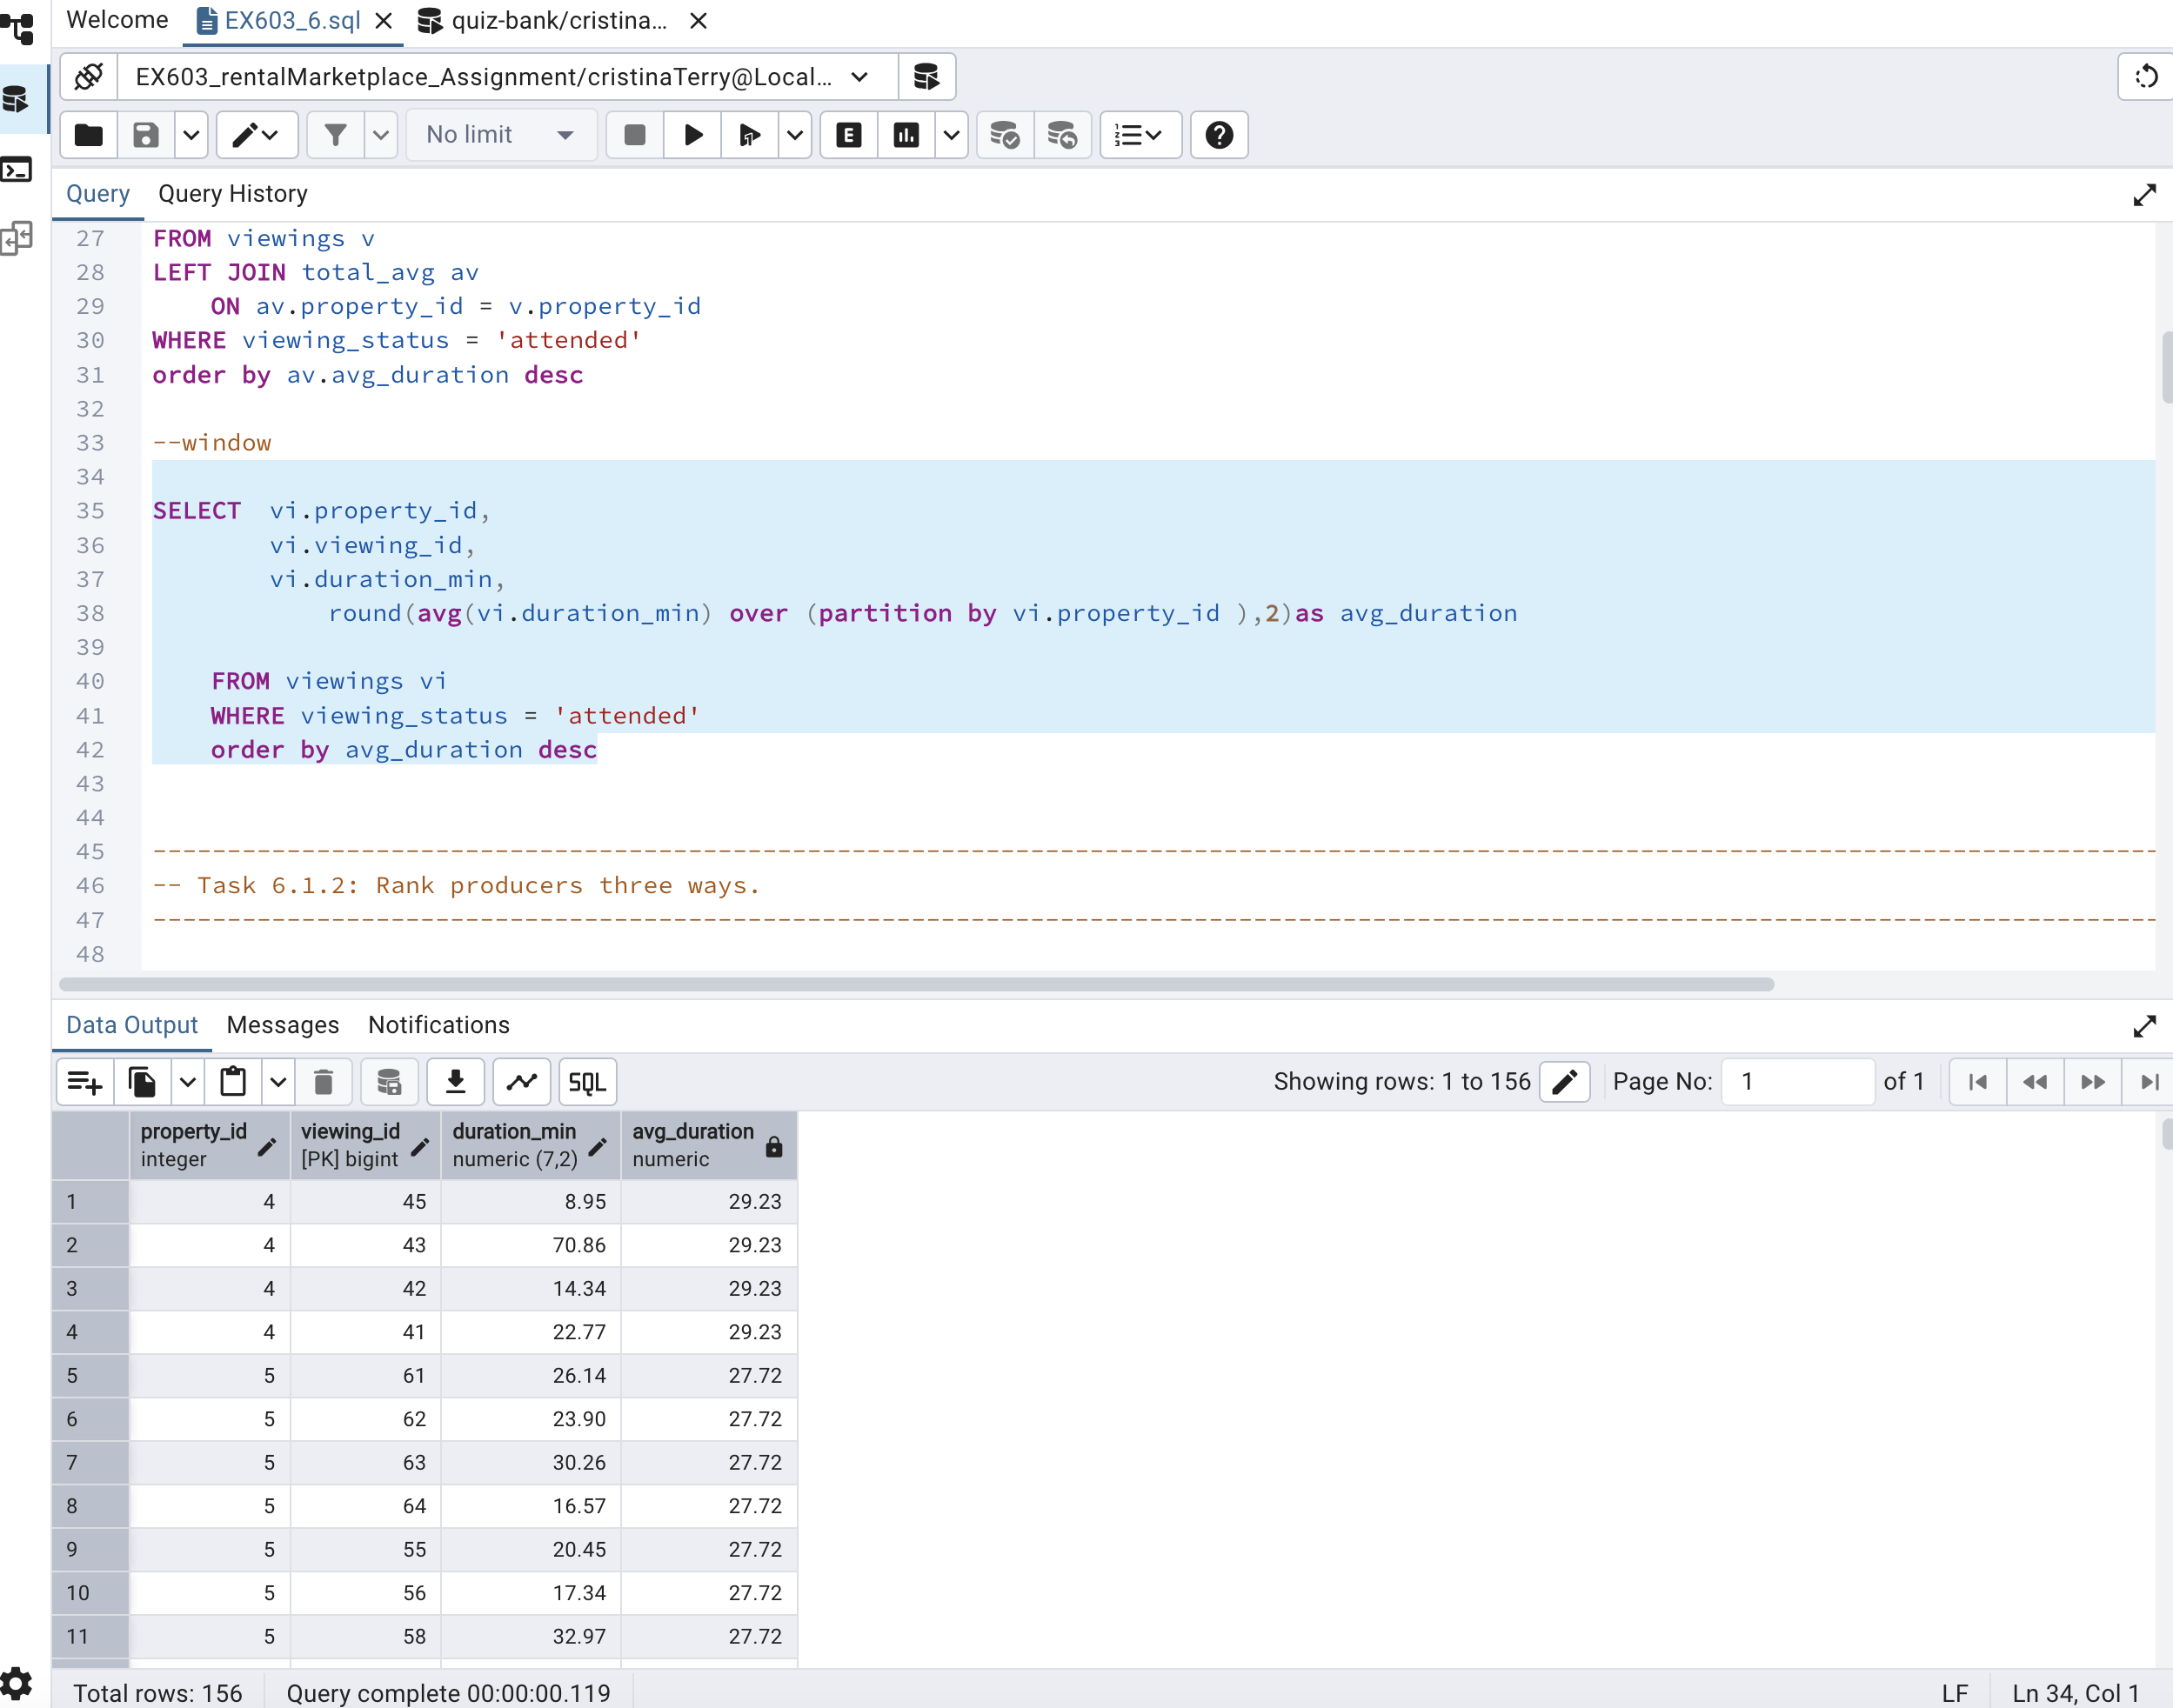 Welcome EX603_6.sql quiz-bank/cristina...
EX603_rentalMarketplace_Assignment/cristinaTerry@Local...
No limit
Query Query History
27 FROM viewings v
28 LEFT JOIN total_avg av
29 ON av.property_id = v.property_id
30 WHERE viewing_status = 'attended'
31 order by av.avg_duration desc
32
33 --window
34
35 SELECT vi.property_id,
36 vi.viewing_id,
37 vi.duration_min,
38 round(avg(vi.duration_min) over (partition by vi.property_id ),2)as avg_duration
39
40 FROM viewings vi
41 WHERE viewing_status = 'attended'
42 order by avg_duration desc
43
44
45 --------------------------------------------------------------------------------
46 -- Task 6.1.2: Rank producers three ways.
47 --------------------------------------------------------------------------------
48
Data Output Messages Notifications
SQL Showing rows: 1 to 156 Page No: 1 of 1
property_id viewing_id duration_min avg_duration
integer [PK] bigint numeric (7,2) numeric
1 4 45 8.95 29.23
2 4 43 70.86 29.23
3 4 42 14.34 29.23
4 4 41 22.77 29.23
5 5 61 26.14 27.72
6 5 62 23.90 27.72
7 5 63 30.26 27.72
8 5 64 16.57 27.72
9 5 55 20.45 27.72
10 5 56 17.34 27.72
11 5 58 32.97 27.72
Total rows: 156 Query complete 00:00:00.119 LF Ln 34, Col 1